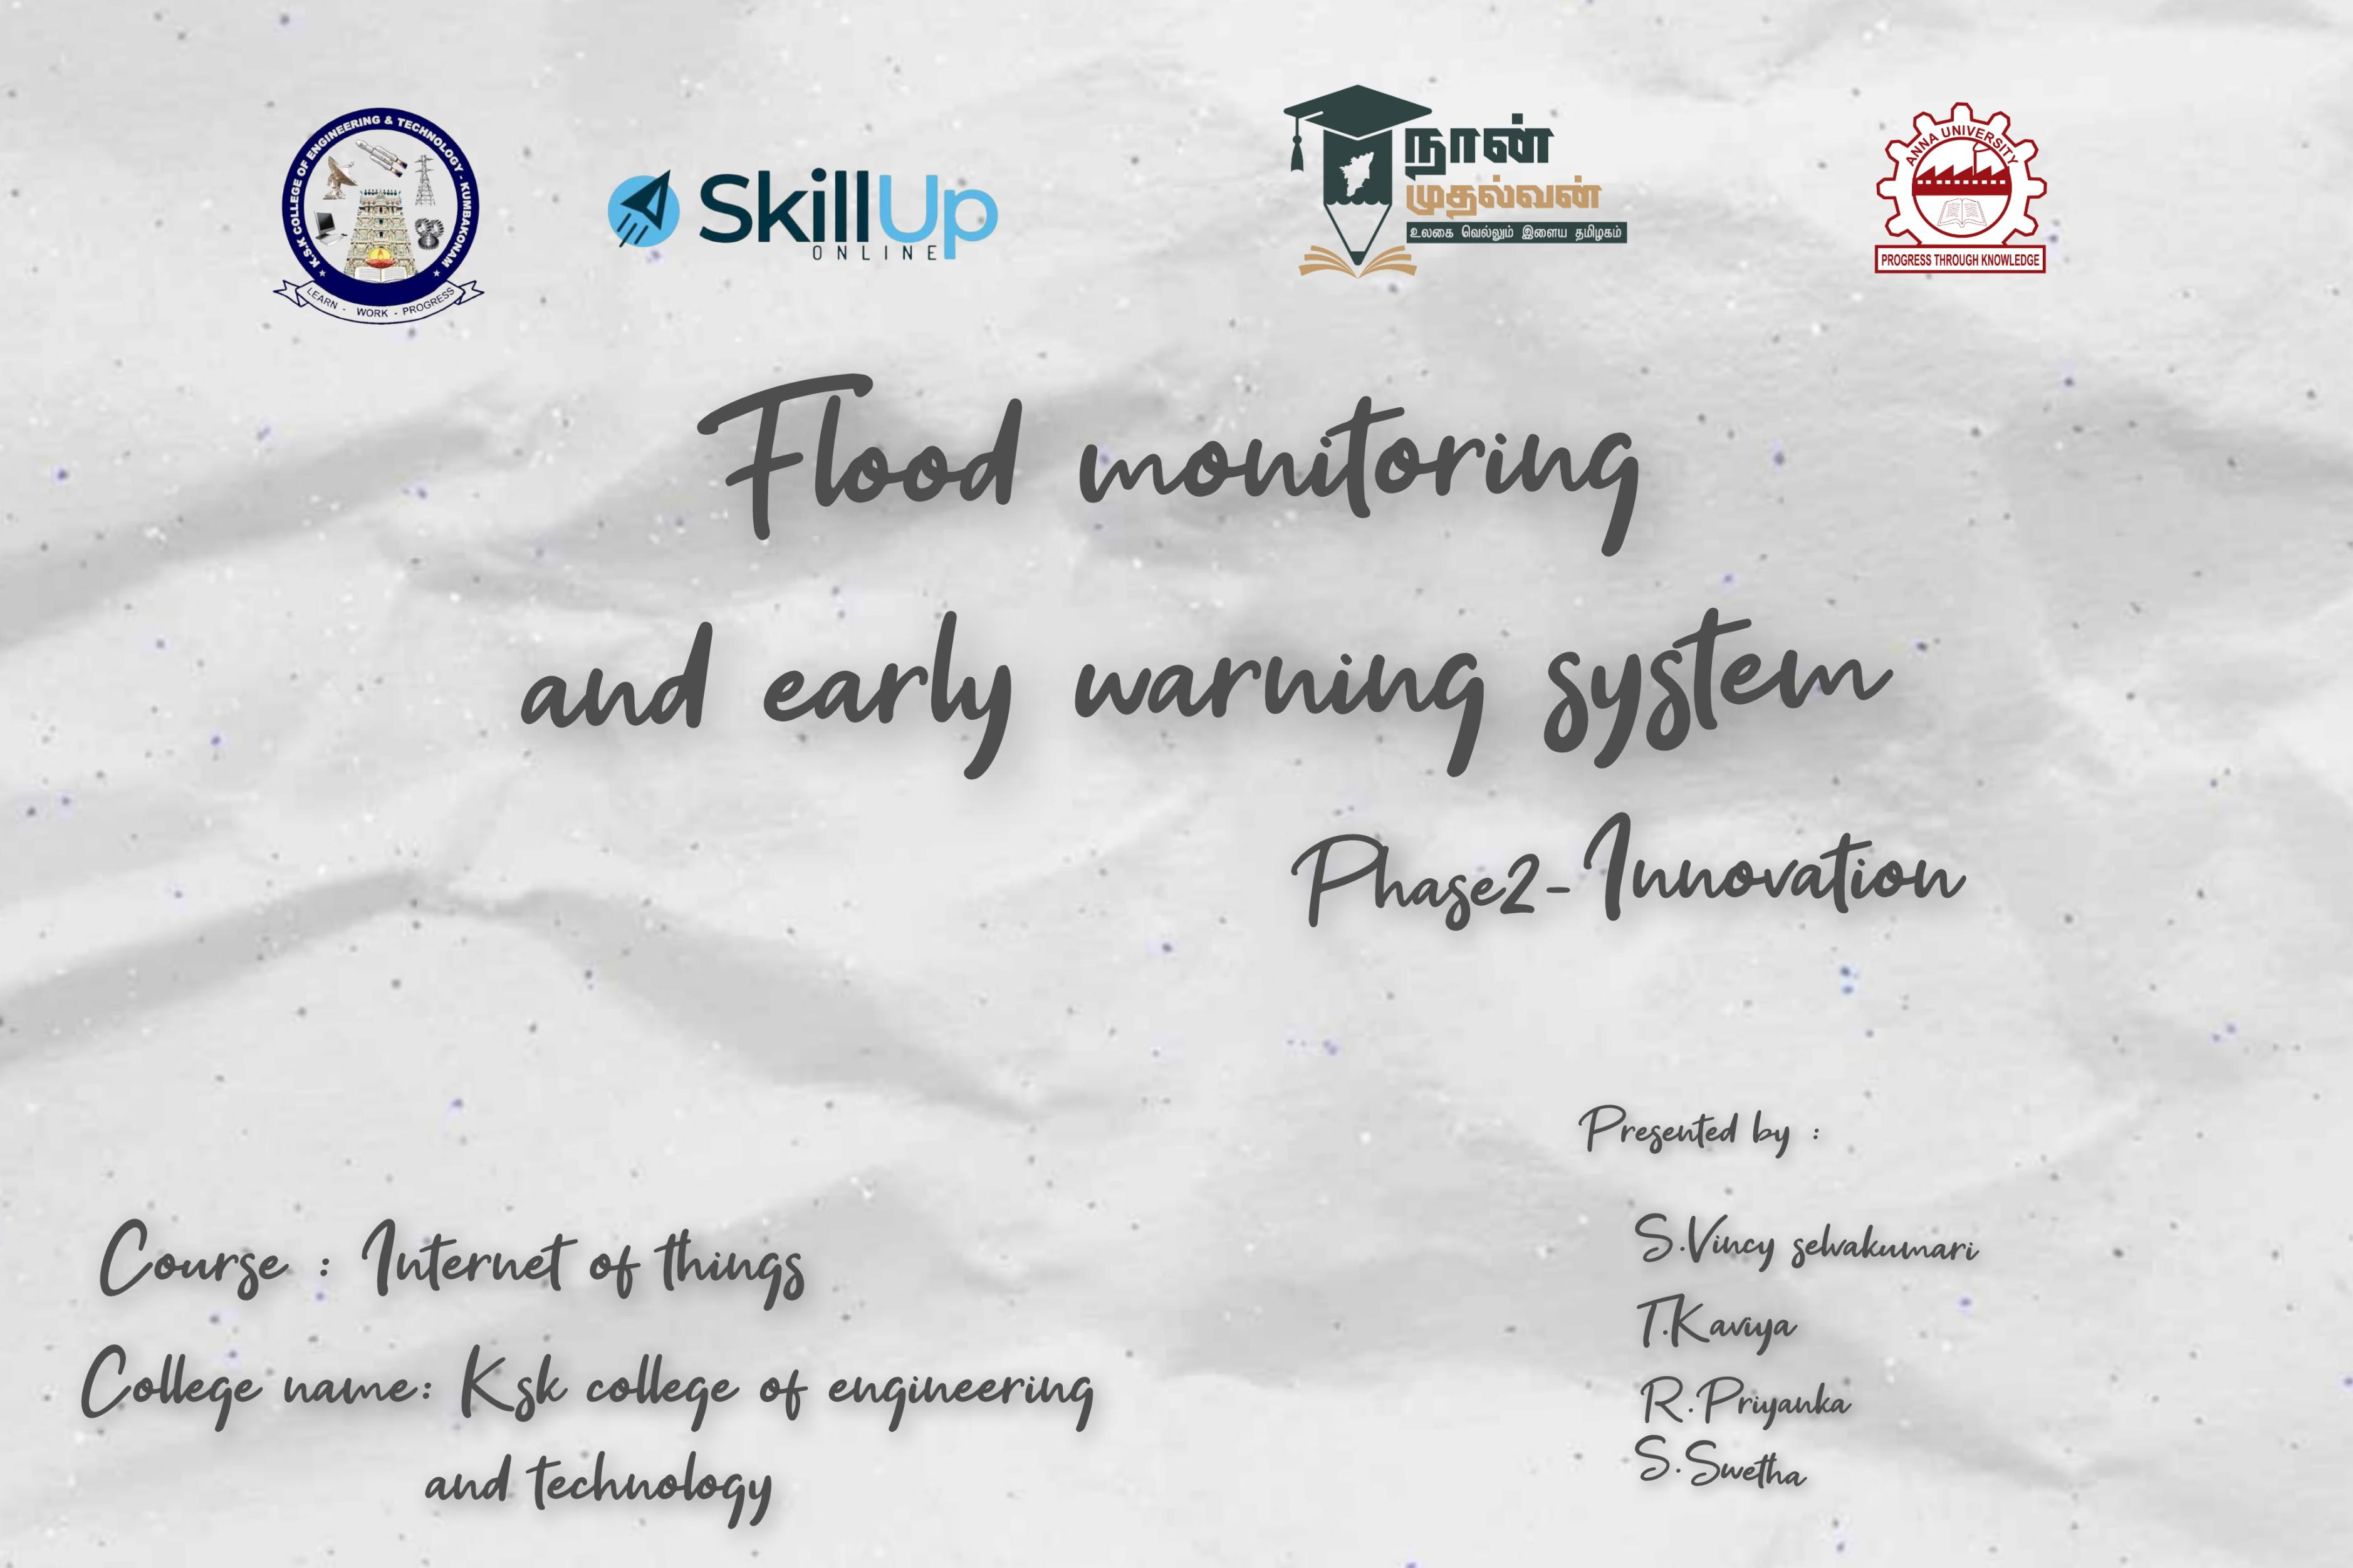 K.S.K COLLEGE OF ENGINEERING & TECHNOLOGY - KUMBAKONAM
LEARN - WORK - PROGRESS
SkillUp
ONLINE
நான்
முதல்வன்
உலகை வெல்லும் இளைய தமிழகம்
ANNA UNIVERSITY
PROGRESS THROUGH KNOWLEDGE
Flood monitoring
and early warning system
Phase2-Innovation
Presented by :
S.Vincy selvakumari
T.Kaviya
R.Priyanka
S.Swetha
Course : Internet of things
College name: Ksk college of engineering
and technology